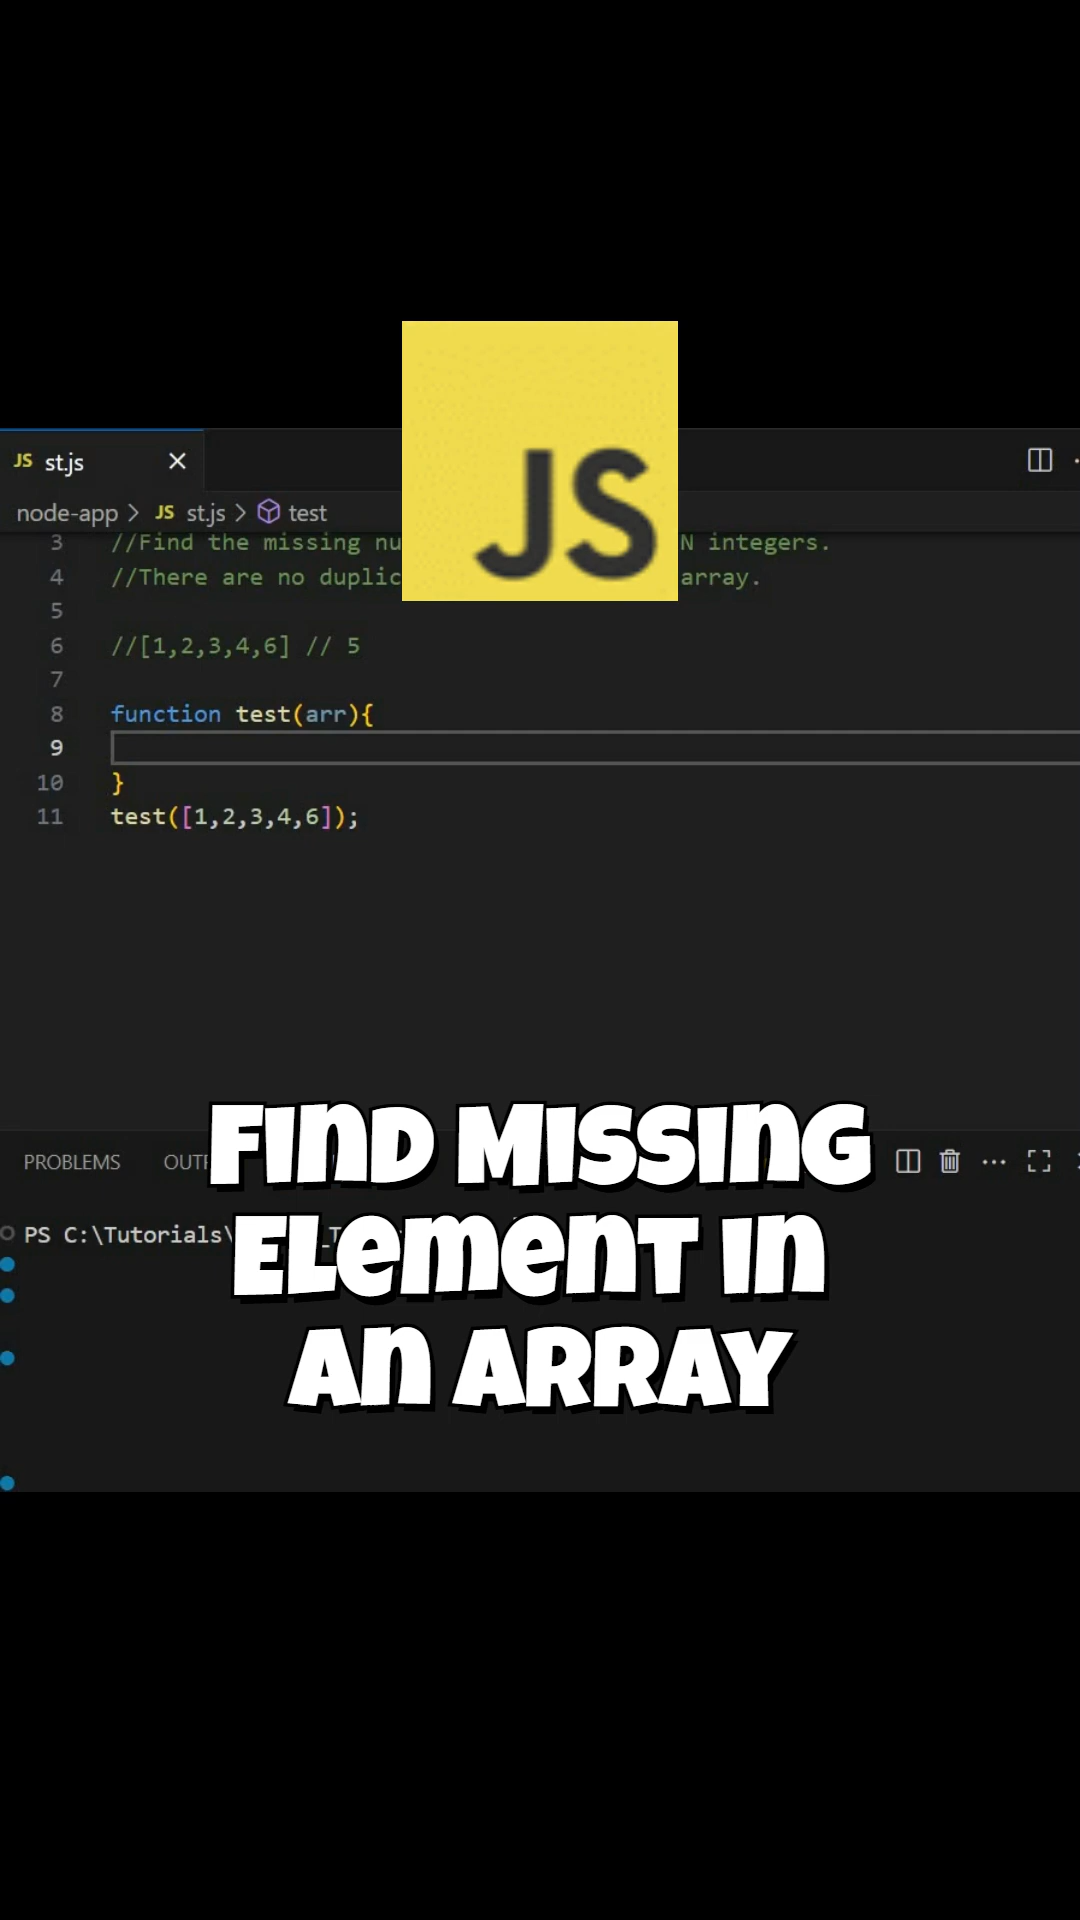 JS
JS st.js
node-app > JS st.js > test
3 //Find the missing N integers.
4 //There are no array.
5
6 //[1,2,3,4,6] // 5
7
8 function test(arr){
9
10 }
11 test([1,2,3,4,6]);
PROBLEMS
PS C:\Tutorials\
Find Missing
Element in
an Array